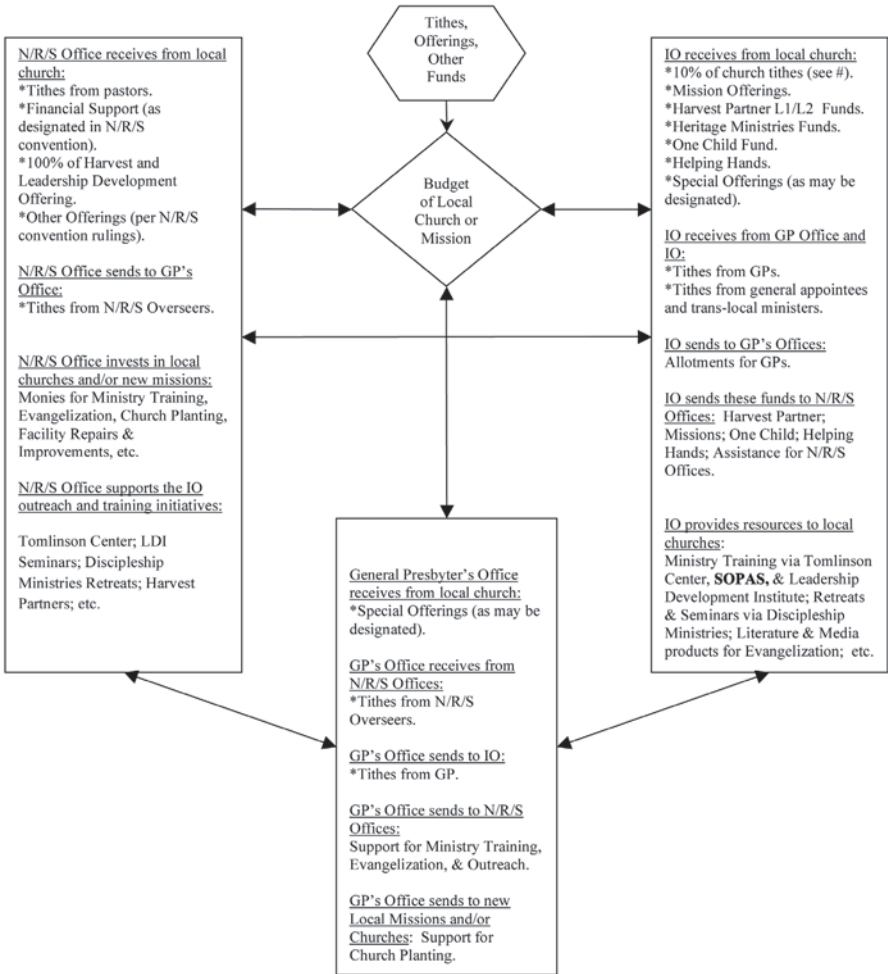 Tithes,
Offerings,
Other
Funds
Budget
of Local
Church or
Mission
N/R/S Office receives from local
church:
*Tithes from pastors.
*Financial Support (as
designated in N/R/S
convention).
*100% of Harvest and
Leadership Development
Offering.
*Other Offerings (per N/R/S
convention rulings).
N/R/S Office sends to GP’s
Office:
*Tithes from N/R/S Overseers.
N/R/S Office invests in local
churches and/or new missions:
Monies for Ministry Training,
Evangelization, Church Planting,
Facility Repairs &
Improvements, etc.
N/R/S Office supports the IO
outreach and training initiatives:
Tomlinson Center; LDI
Seminars; Discipleship
Ministries Retreats; Harvest
Partners; etc.
IO receives from local church:
*10% of church tithes (see #).
*Mission Offerings.
*Harvest Partner L1/L2 Funds.
*Heritage Ministries Funds.
*One Child Fund.
*Helping Hands.
*Special Offerings (as may be
designated).
IO receives from GP Office and
IO:
*Tithes from GPs.
*Tithes from general appointees
and trans-local ministers.
IO sends to GP’s Offices:
Allotments for GPs.
IO sends these funds to N/R/S
Offices: Harvest Partner;
Missions; One Child; Helping
Hands; Assistance for N/R/S
Offices.
IO provides resources to local
churches:
Ministry Training via Tomlinson
Center, SOPAS, & Leadership
Development Institute; Retreats
& Seminars via Discipleship
Ministries; Literature & Media
products for Evangelization; etc.
General Presbyter’s Office
receives from local church:
*Special Offerings (as may be
designated).
GP’s Office receives from
N/R/S Offices:
*Tithes from N/R/S
Overseers.
GP’s Office sends to IO:
*Tithes from GP.
GP’s Office sends to N/R/S
Offices:
Support for Ministry Training,
Evangelization, & Outreach.
GP’s Office sends to new
Local Missions and/or
Churches: Support for
Church Planting.